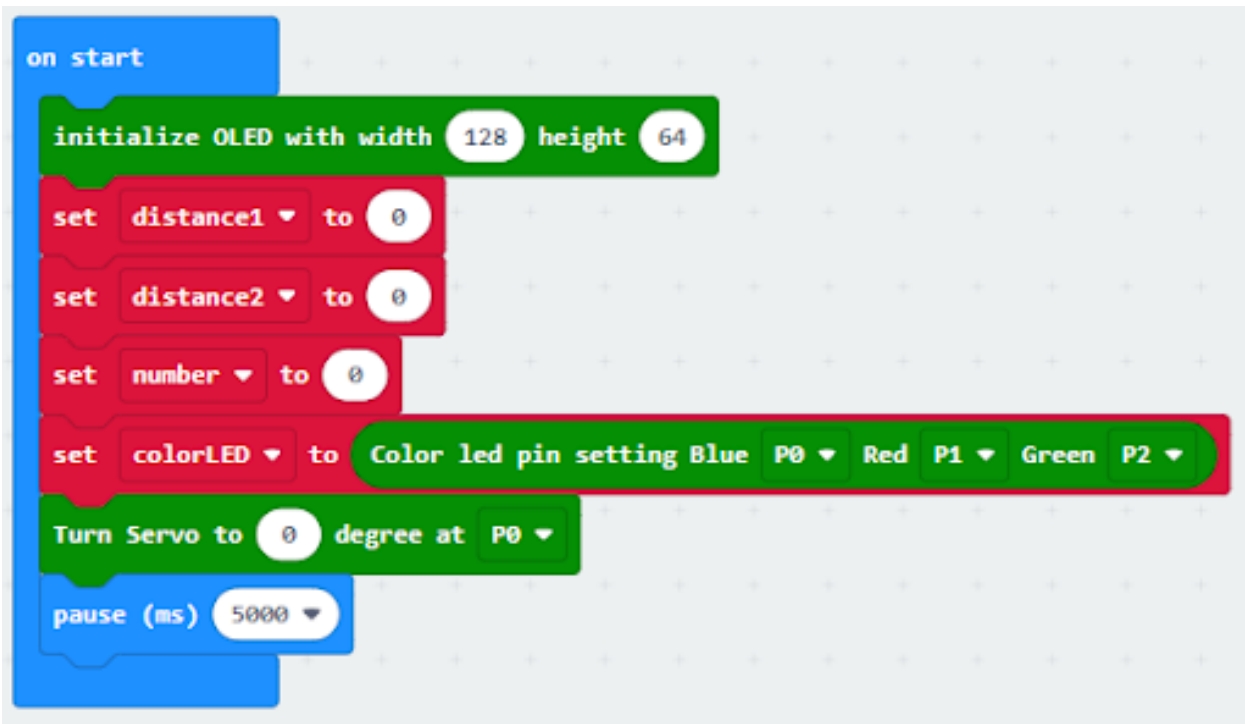 on start
initialize OLED with width 128 height 64
set distance1 to 0
set distance2 to 0
set number to 0
set colorLED to Color led pin setting Blue P0 Red P1 Green P2
Turn Servo to 0 degree at P0
pause (ms) 5000